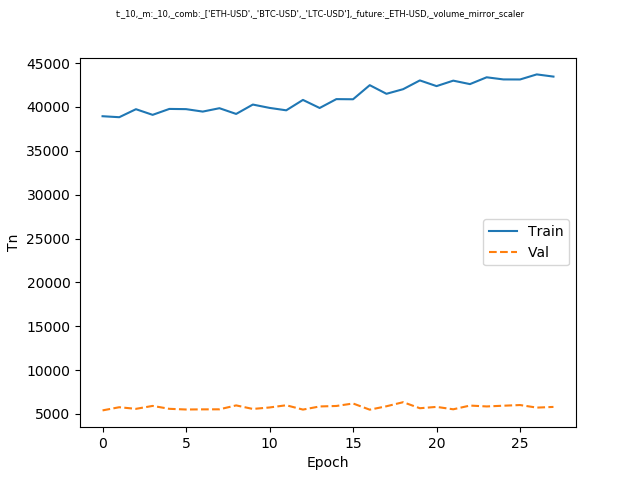 t:_10,_m:_10,_comb:_['ETH-USD',_'BTC-USD',_'LTC-USD'],_future:_ETH-USD,_volume_mirror_scaler
45000
40000
35000
30000
25000
20000
15000
10000
5000
Tn
Train
Val
0 5 10 15 20 25
Epoch